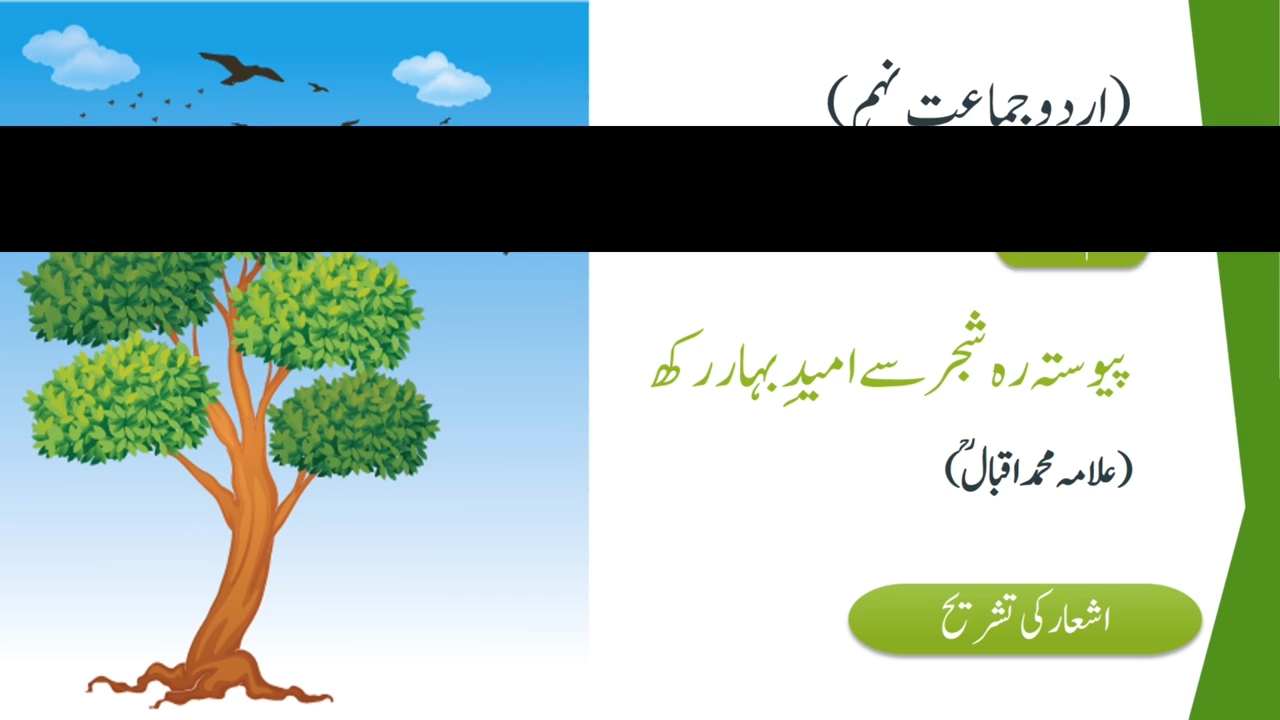 (اردو جماعت نہم)
پیوستہ رہ شجر سے امیدِ بہار رکھ
(علامہ محمد اقبالؒ)
اشعار کی تشریح